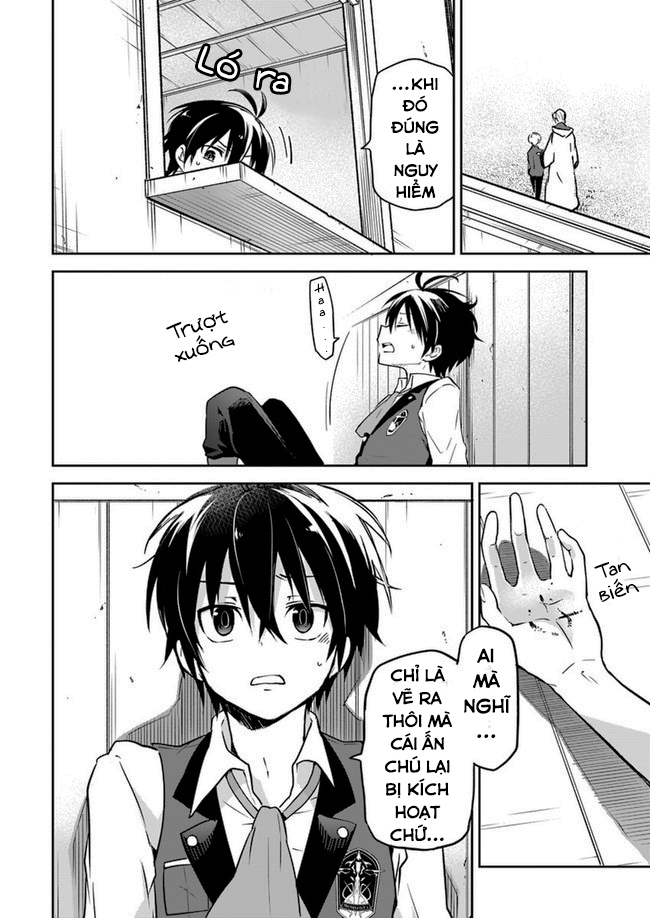 ...KHI
ĐÓ
ĐÚNG
LÀ
NGUY
HIỂM
Ló ra
Haa...
Trượt
xuống
Tan
Biến
AI
MÀ
NGHĨ
...
CHỈ LÀ
VẼ RA
THÔI MÀ
CÁI ẤN
CHÚ LẠI
BỊ KÍCH
HOẠT
CHỨ...